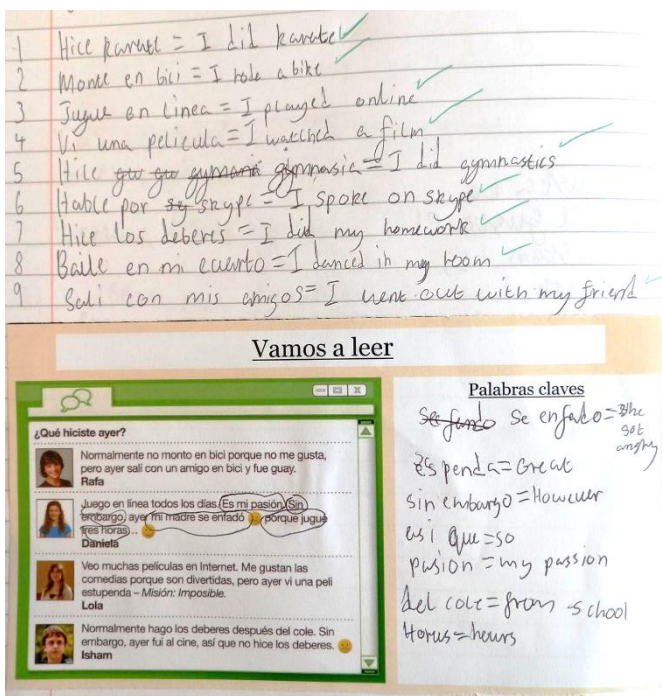 1 Hice karate = I did karate
2 Monte en bici = I rode a bike
3 Jugue en linea = I played online
4 Vi una pelicula = I watched a film
5 Hice gymnasia = I did gymnastics
6 Hable por skype = I spoke on skype
7 Hice los deberes = I did my homework
8 Baile en mi cuarto = I danced in my room
9 Sali con mis amigos = I went out with my friend
Vamos a leer
¿Qué hiciste ayer?
Normalmente no monto en bici porque no me gusta,
pero ayer salí con un amigo en bici y fue guay.
Rafa
Juego en línea todos los días. Es mi pasión. Sin
embargo, ayer mi madre se enfadó porque jugué
tres horas...
Daniela
Veo muchas películas en Internet. Me gustan las
comedias porque son divertidas, pero ayer vi una peli
estupenda – Misión: Imposible.
Lola
Normalmente hago los deberes después del cole. Sin
embargo, ayer fui al cine, así que no hice los deberes.
Isham
Palabras claves
se enfado = she
got
angry
penda = Great
sin embargo = However
asi que = so
pasion = my passion
del cole = from school
Horus = hours